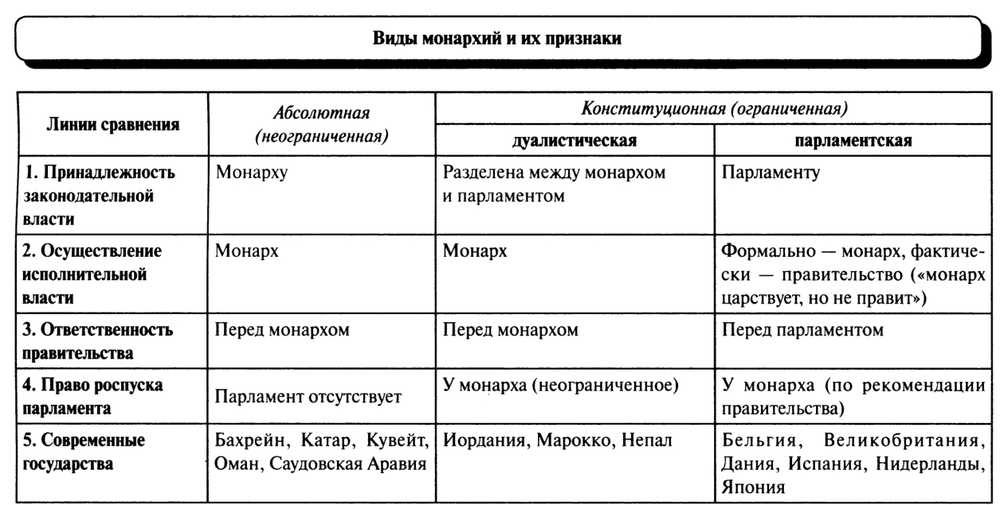 Виды монархий и их признаки
Линии сравнения
Абсолютная
(неограниченная)
Конституционная (ограниченная)
дуалистическая
парламентская
1. Принадлежность
законодательной
власти
Монарху
Разделена между монархом
и парламентом
Парламенту
2. Осуществление
исполнительной
власти
Монарх
Монарх
Формально — монарх, фактиче-
ски — правительство («монарх
царствует, но не правит»)
3. Ответственность
правительства
Перед монархом
Перед монархом
Перед парламентом
4. Право роспуска
парламента
Парламент отсутствует
У монарха (неограниченное)
У монарха (по рекомендации
правительства)
5. Современные
государства
Бахрейн, Катар, Кувейт,
Оман, Саудовская Аравия
Иордания, Марокко, Непал
Бельгия, Великобритания,
Дания, Испания, Нидерланды,
Япония